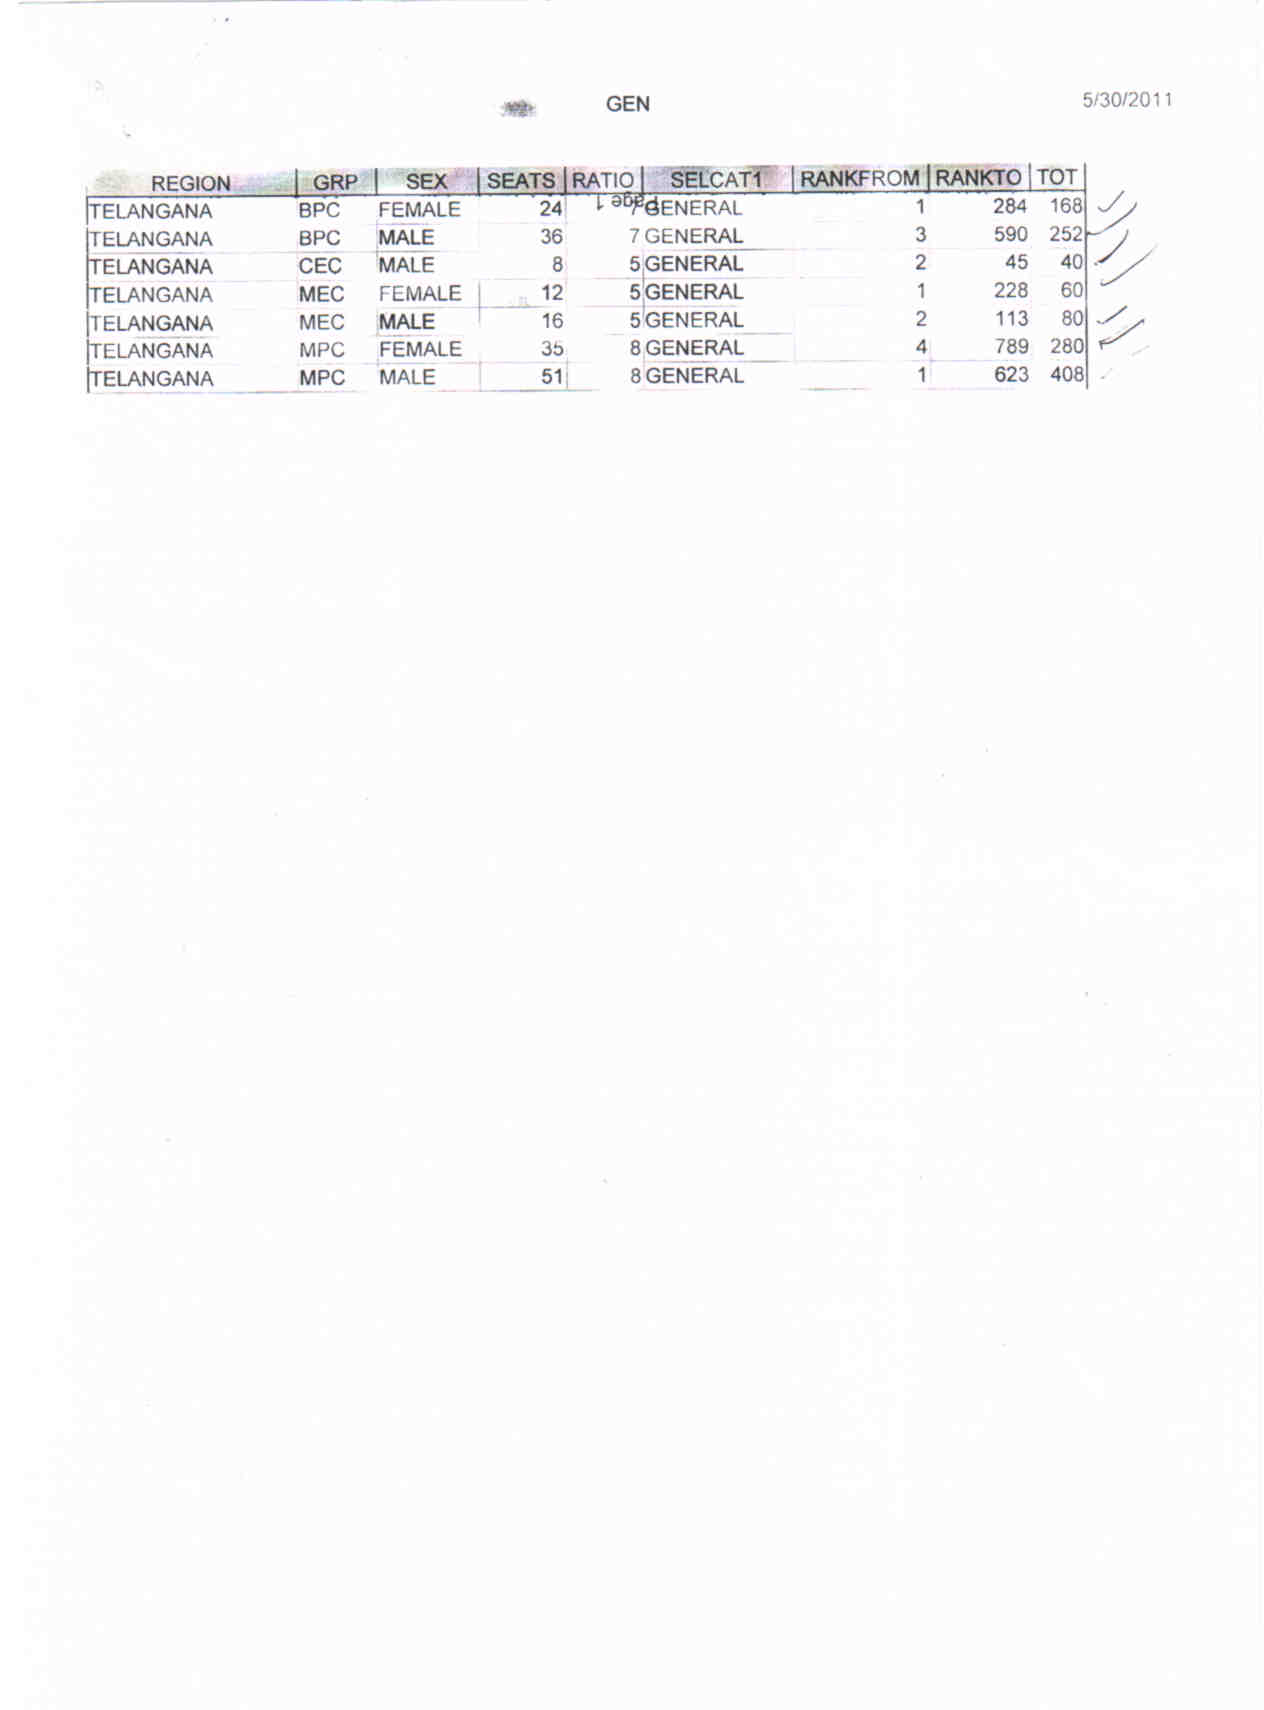 GEN 5/30/2011
REGION GRP SEX SEATS RATIO SELCAT1 RANKFROM RANKTO TOT
TELANGANA BPC FEMALE 24 7 GENERAL 1 284 168
Page 1
TELANGANA BPC MALE 36 7 GENERAL 3 590 252
TELANGANA CEC MALE 8 5 GENERAL 2 45 40
TELANGANA MEC FEMALE 12 5 GENERAL 1 228 60
TELANGANA MEC MALE 16 5 GENERAL 2 113 80
TELANGANA MPC FEMALE 35 8 GENERAL 4 789 280
TELANGANA MPC MALE 51 8 GENERAL 1 623 408